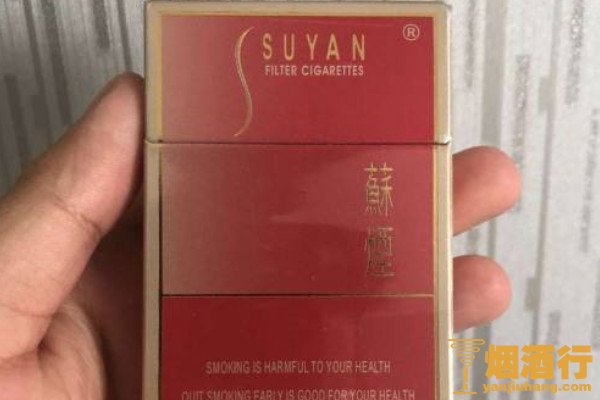 SUYAN®
FILTER CIGARETTES
蘇
煙
SMOKING IS HARMFUL TO YOUR HEALTH
QUIT SMOKING EARLY IS GOOD FOR YOUR HEALTH
烟酒行
yanjiuhang.com